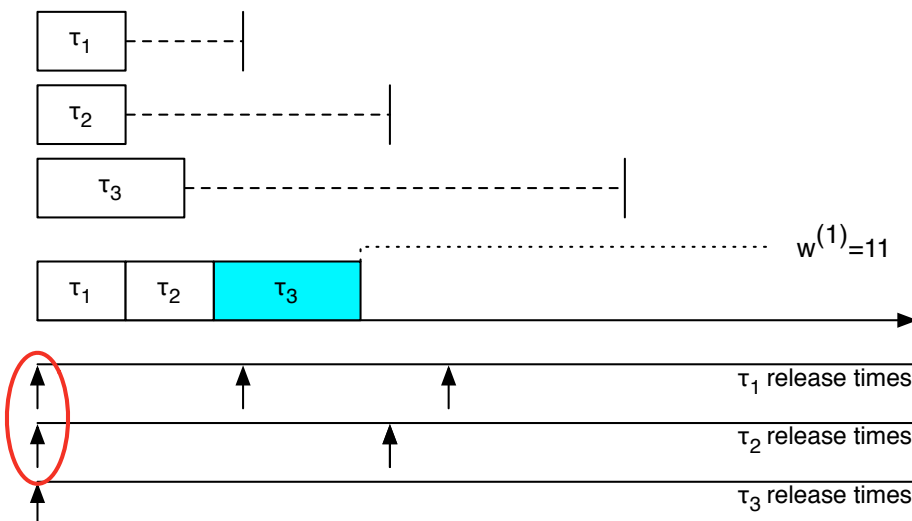 τ1
τ2
τ3
w(1)=11
τ1 τ2 τ3
τ1 release times
τ2 release times
τ3 release times